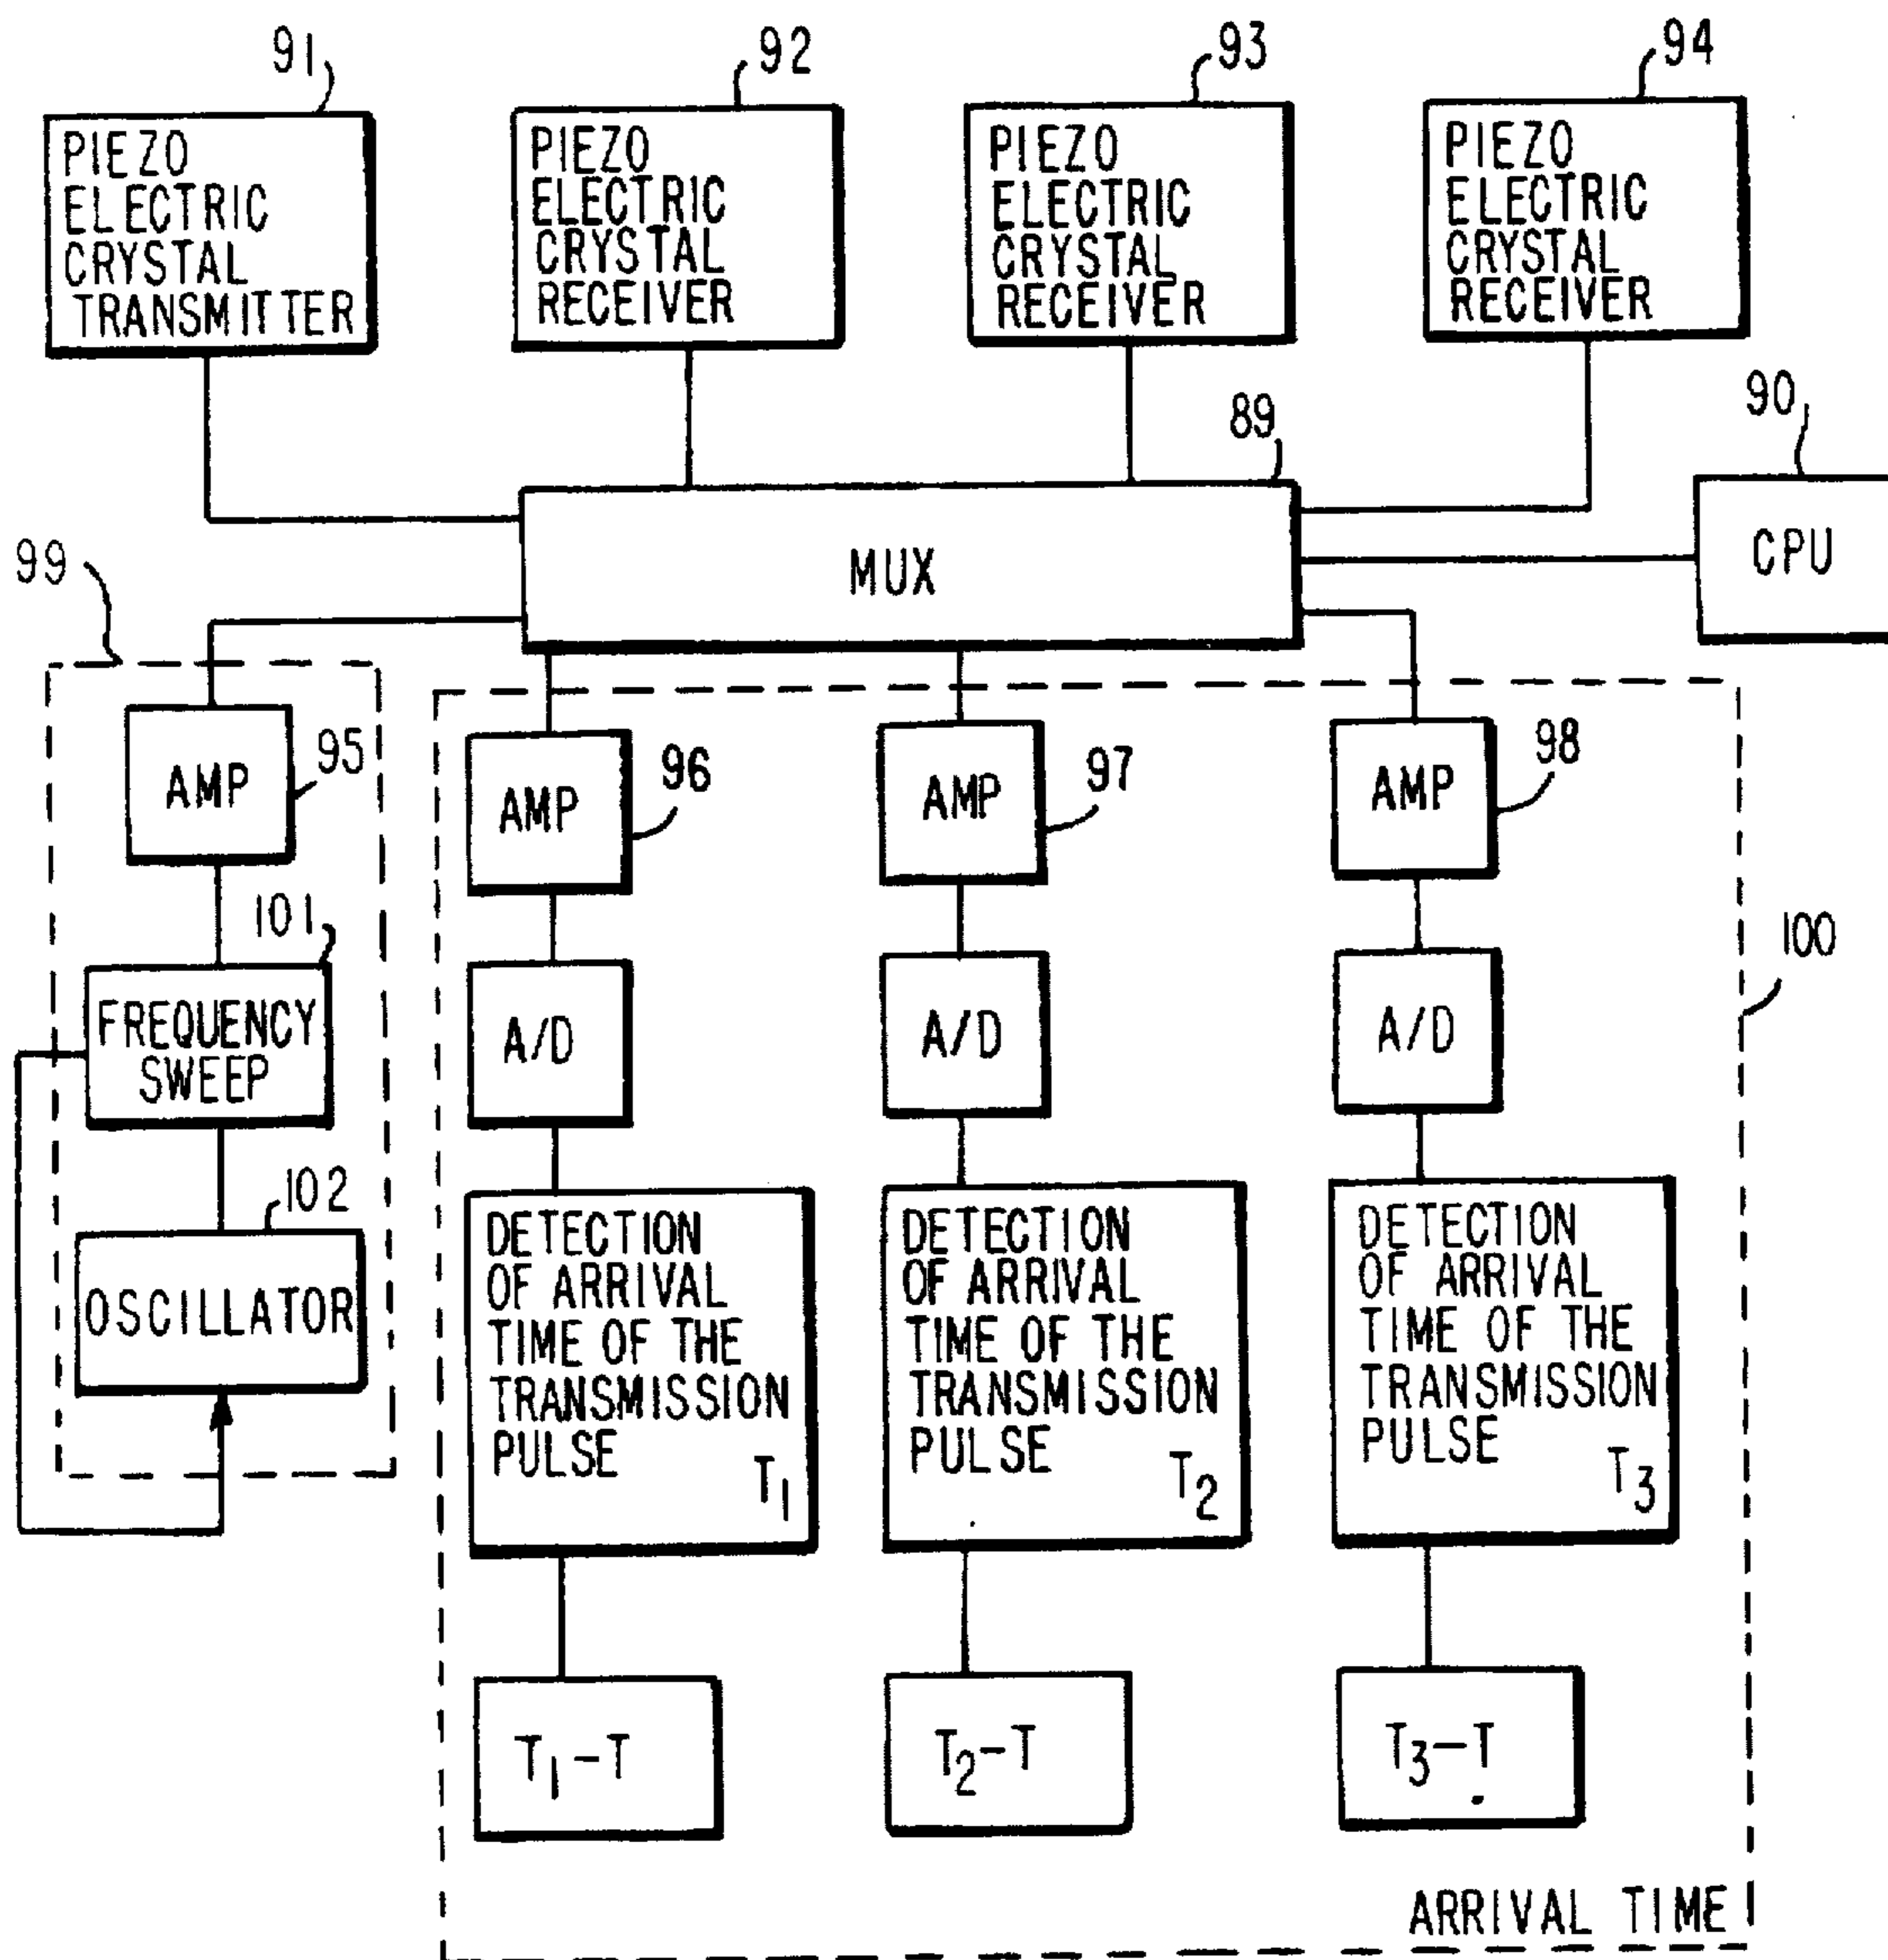 91
92
93
94
PIEZO
ELECTRIC
CRYSTAL
TRANSMITTER
PIEZO
ELECTRIC
CRYSTAL
RECEIVER
PIEZO
ELECTRIC
CRYSTAL
RECEIVER
PIEZO
ELECTRIC
CRYSTAL
RECEIVER
89
90
MUX
CPU
99
AMP
95
AMP
96
AMP
97
AMP
98
101
FREQUENCY
SWEEP
A/D
A/D
A/D
100
102
OSCILLATOR
DETECTION
OF ARRIVAL
TIME OF THE
TRANSMISSION
PULSE
T1
DETECTION
OF ARRIVAL
TIME OF THE
TRANSMISSION
PULSE
T2
DETECTION
OF ARRIVAL
TIME OF THE
TRANSMISSION
PULSE
T3
T1-T
T2-T
T3-T
ARRIVAL TIME